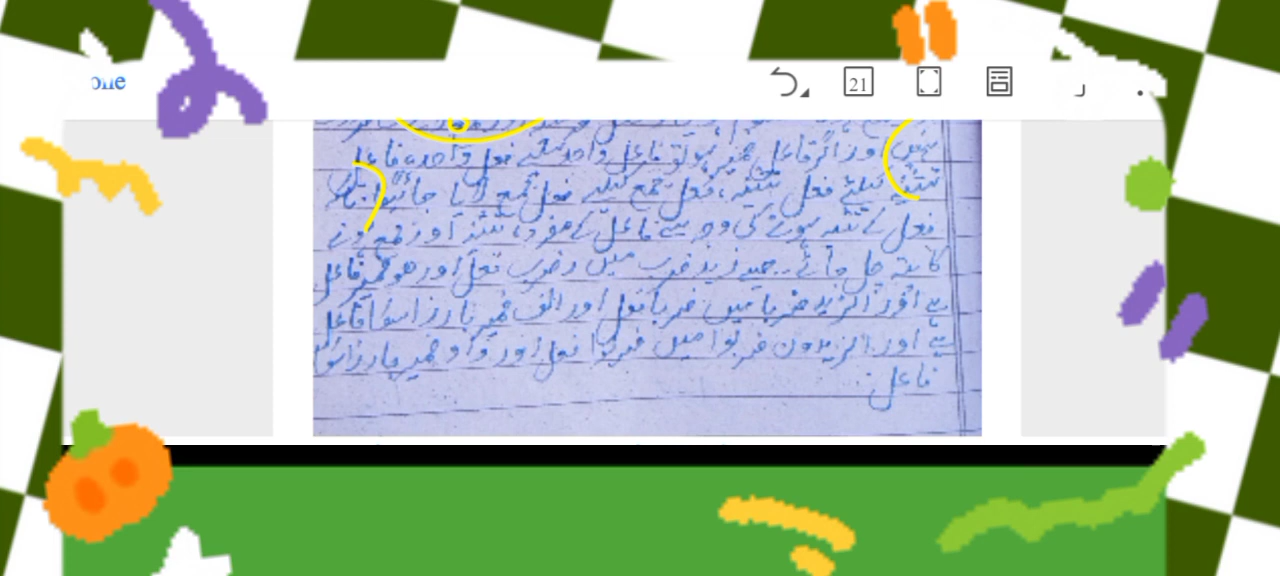 one
21
ہیں اور اگر فاعل ضمیر ہو تو فاعل واحد کیلئے فعل واحد، فاعل
تثنیہ کیلئے فعل تثنیہ، فعل جمع کیلئے فعل جمع لایا جائیگا تاکہ
فعل کے تثنیہ ہونے کی وجہ سے فاعل کے مفرد، تثنیہ اور جمع ہونے
کا پتہ چل جائے۔ جیسے زید ضرب میں ضرب فعل اور ھو ضمیر فاعل
ہے اور الزیدان ضربا میں ضربا فعل اور الف ضمیر بارز اسکا فاعل
ہے اور الزیدون ضربوا میں ضربوا فعل اور واو ضمیر بارز اسکا
فاعل۔